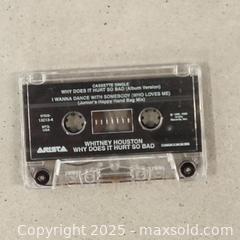 CASSETTE SINGLE
WHY DOES IT HURT SO BAD (Album Version)
I WANNA DANCE WITH SOMEBODY (WHO LOVES ME)
(Junior's Happy Hand Bag Mix)
ARISTA
WHITNEY HOUSTON
WHY DOES IT HURT SO BAD
Copyright 2025 - maxsold.com